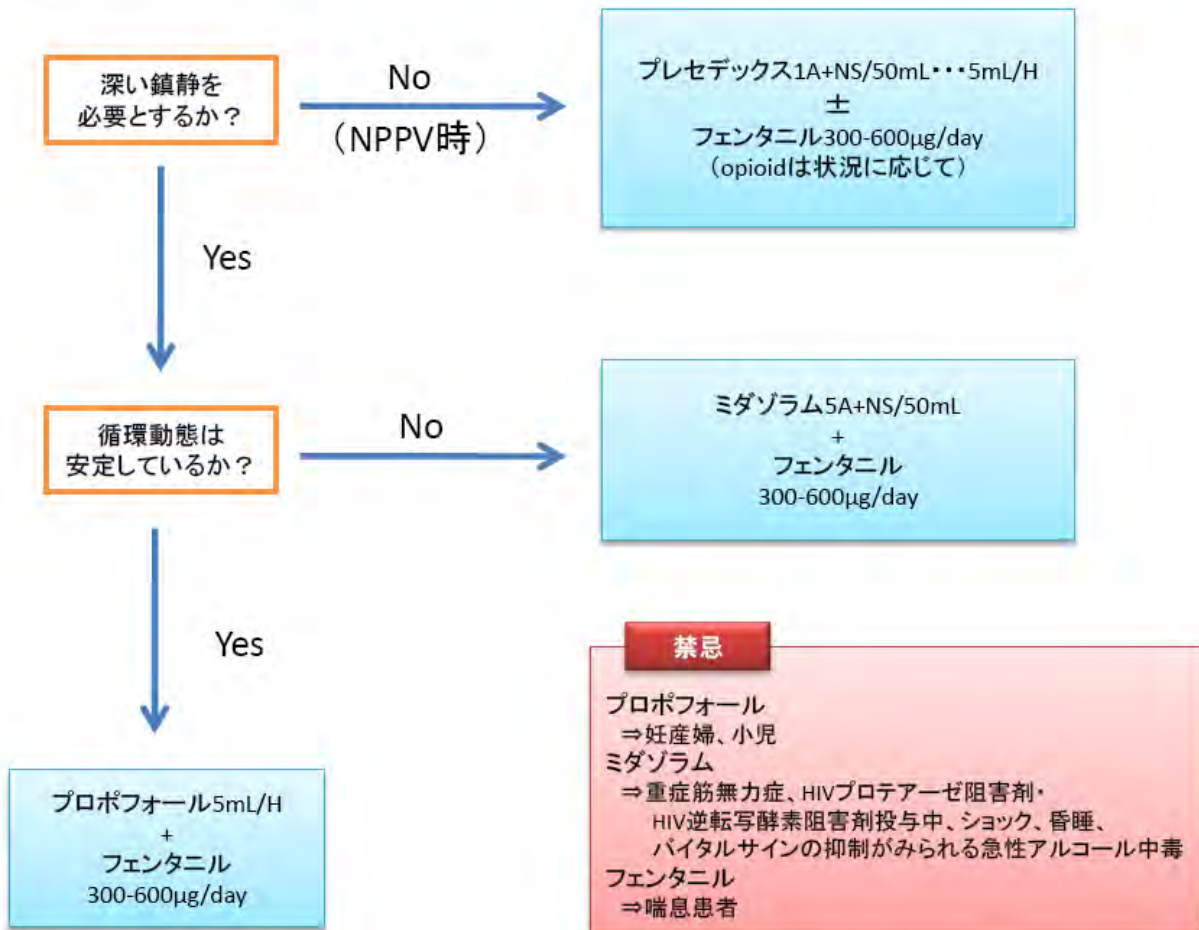 深い鎮静を
必要とするか？
No
（NPPV時）
プレセデックス1A+NS/50mL･･･5mL/H
±
フェンタニル300-600μg/day
（opioidは状況に応じて）
Yes
循環動態は
安定しているか？
No
ミダゾラム5A+NS/50mL
+
フェンタニル
300-600μg/day
Yes
プロポフォール5mL/H
+
フェンタニル
300-600μg/day
禁忌
プロポフォール
⇒妊産婦、小児
ミダゾラム
⇒重症筋無力症、HIVプロテアーゼ阻害剤・
HIV逆転写酵素阻害剤投与中、ショック、昏睡、
バイタルサインの抑制がみられる急性アルコール中毒
フェンタニル
⇒喘息患者